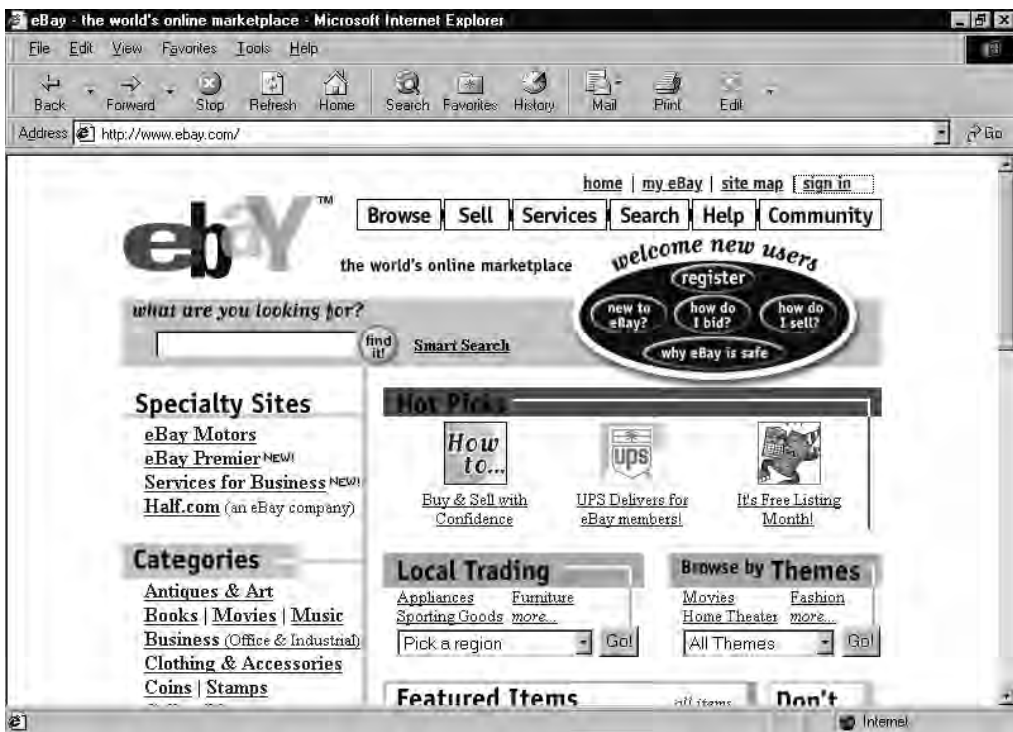 eBay - the world's online marketplace - Microsoft Internet Explorer
File Edit View Favorites Tools Help
Back Forward Stop Refresh Home Search Favorites History Mail Print Edit
Address http://www.ebay.com/ Go
home | my eBay | site map | sign in
ebaY TM
Browse Sell Services Search Help Community
the world's online marketplace
welcome new users
register
new to eBay? how do I bid? how do I sell?
why eBay is safe
what are you looking for?
find it! Smart Search
Specialty Sites
eBay Motors
eBay Premier NEW!
Services for Business NEW!
Half.com (an eBay company)
Hot Picks
How to...
ups
Buy & Sell with Confidence
UPS Delivers for eBay members!
It's Free Listing Month!
Categories
Antiques & Art
Books | Movies | Music
Business (Office & Industrial)
Clothing & Accessories
Coins | Stamps
Local Trading
Appliances Furniture
Sporting Goods more...
Pick a region Go!
Browse by Themes
Movies Fashion
Home Theater more...
All Themes Go!
Featured Items all items
Don't
Internet